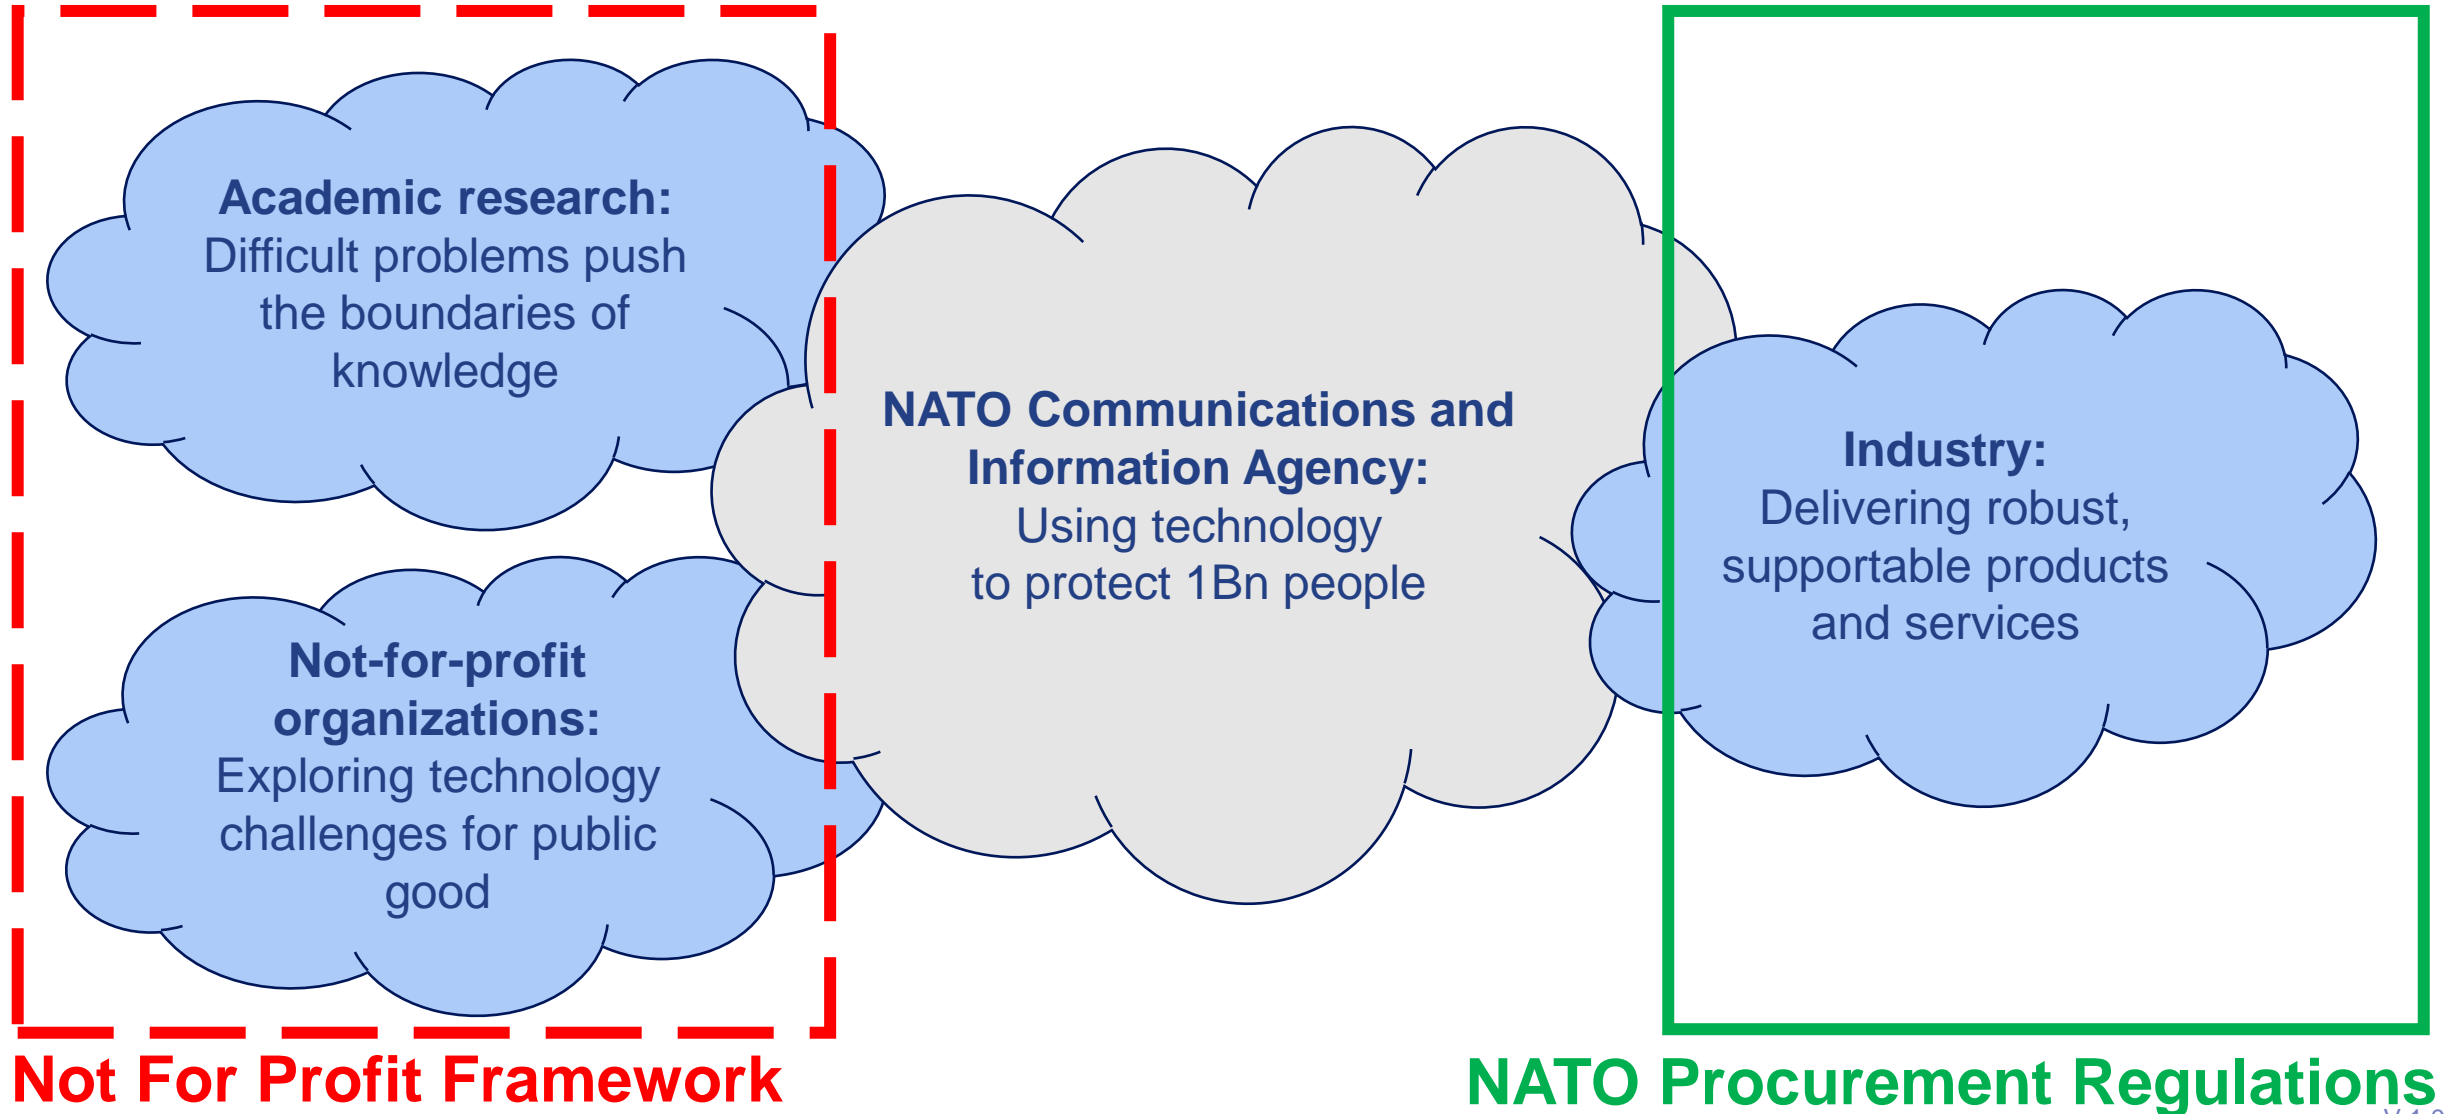 Academic research:
Difficult problems push
the boundaries of
knowledge
Not-for-profit
organizations:
Exploring technology
challenges for public
good
NATO Communications and
Information Agency:
Using technology
to protect 1Bn people
Industry:
Delivering robust,
supportable products
and services
Not For Profit Framework
NATO Procurement Regulations